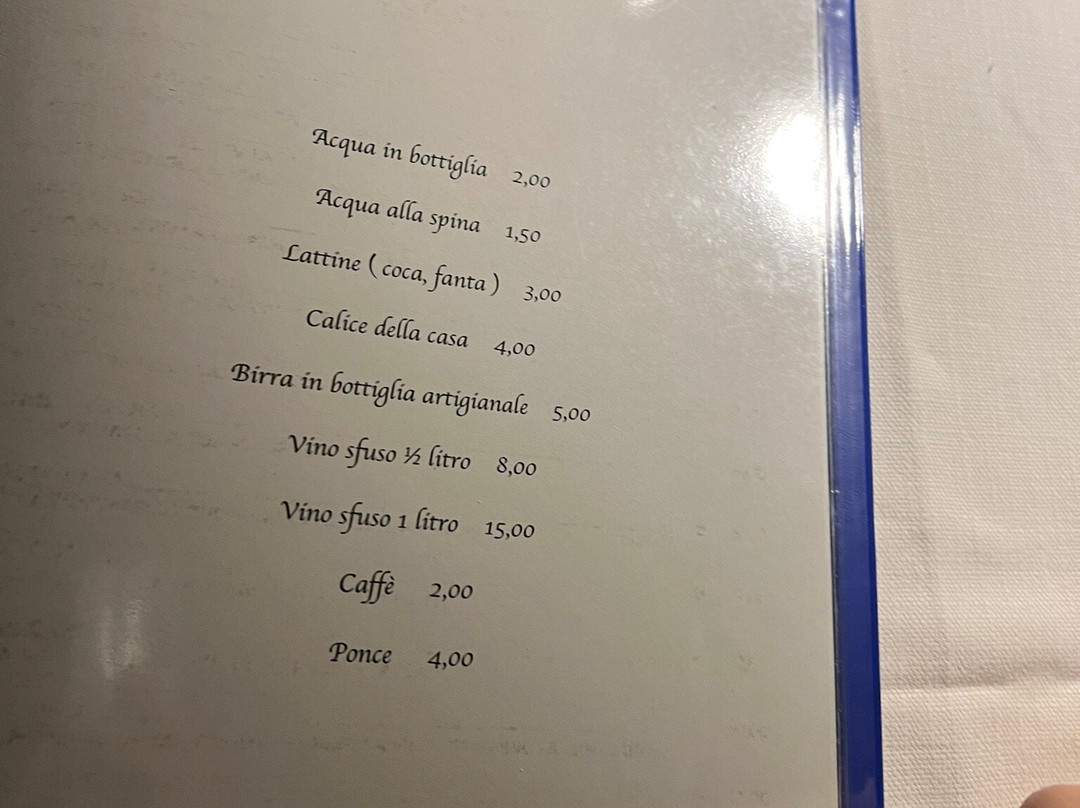 Acqua in bottiglia 2,00
Acqua alla spina 1,50
Lattine ( coca, fanta ) 3,00
Calice della casa 4,00
Birra in bottiglia artigianale 5,00
Vino sfuso ½ litro 8,00
Vino sfuso 1 litro 15,00
Caffè 2,00
Ponce 4,00